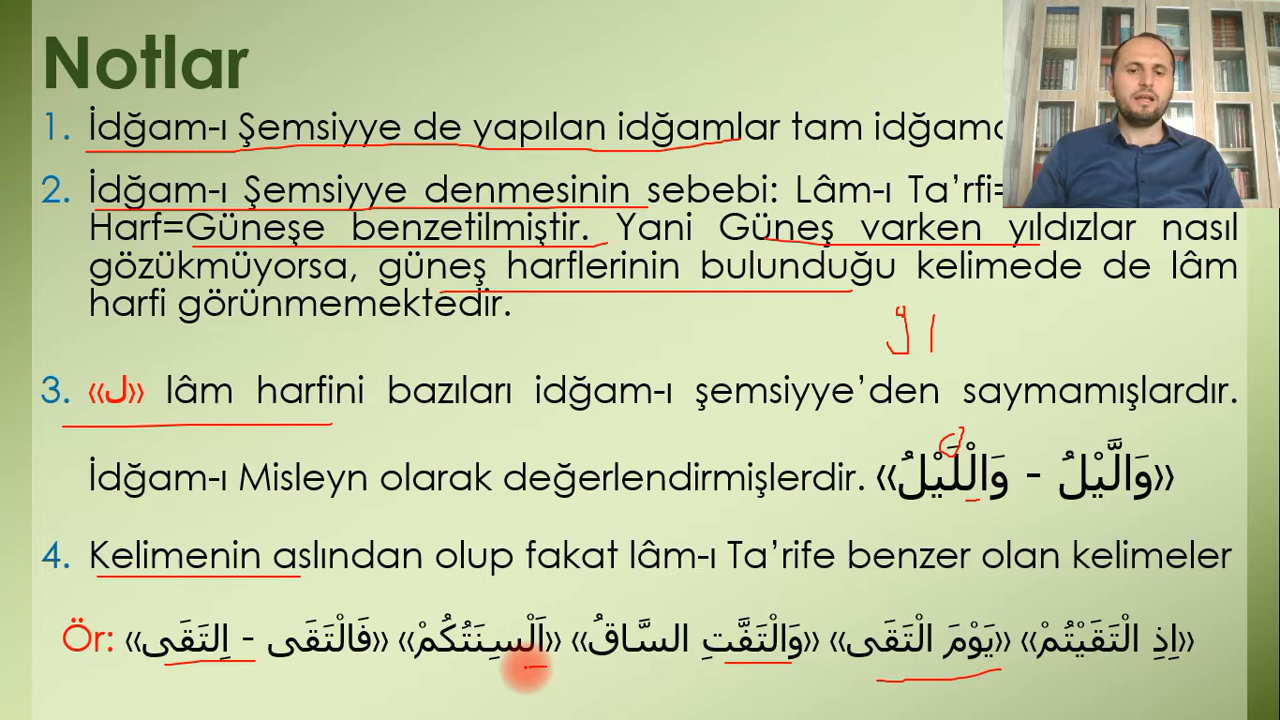 Notlar
1. İdğam-ı Şemsiyye de yapılan idğamlar tam
2. İdğam-ı Şemsiyye denmesinin sebebi: Lâm-ı Ta’rfi=
Harf=Güneşe benzetilmiştir. Yani Güneş varken yıldızlar nasıl
gözükmüyorsa, güneş harflerinin bulunduğu kelimede de lâm
harfi görünmemektedir.
3. «ل» lâm harfini bazıları idğam-ı şemsiyye’den saymamışlardır.
İdğam-ı Misleyn olarak değerlendirmişlerdir. «وَالَّيْلُ - وَالْلَيْلُ»
4. Kelimenin aslından olup fakat lâm-ı Ta’rife benzer olan kelimeler
Ör: «اِذِ الْتَقَيْتُمْ» «يَوْمَ الْتَقَى» «وَالْتَفَّتِ السَّاقُ» «اَلْسِنَتُكُمْ» «فَالْتَقَى - اِلتَقَى»